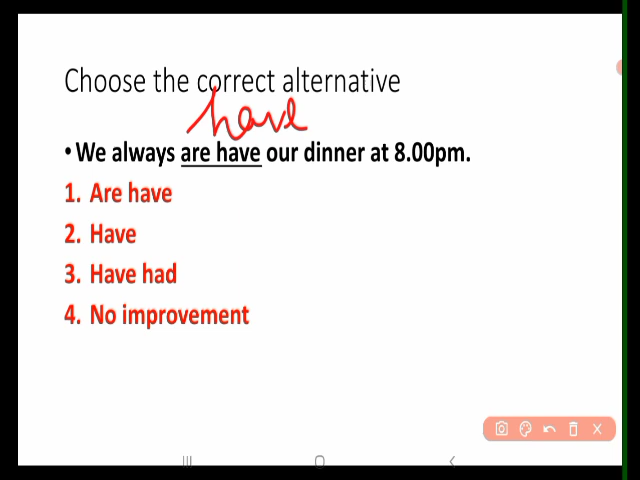 Choose the correct alternative
have
• We always are have our dinner at 8.00pm.
1. Are have
2. Have
3. Have had
4. No improvement